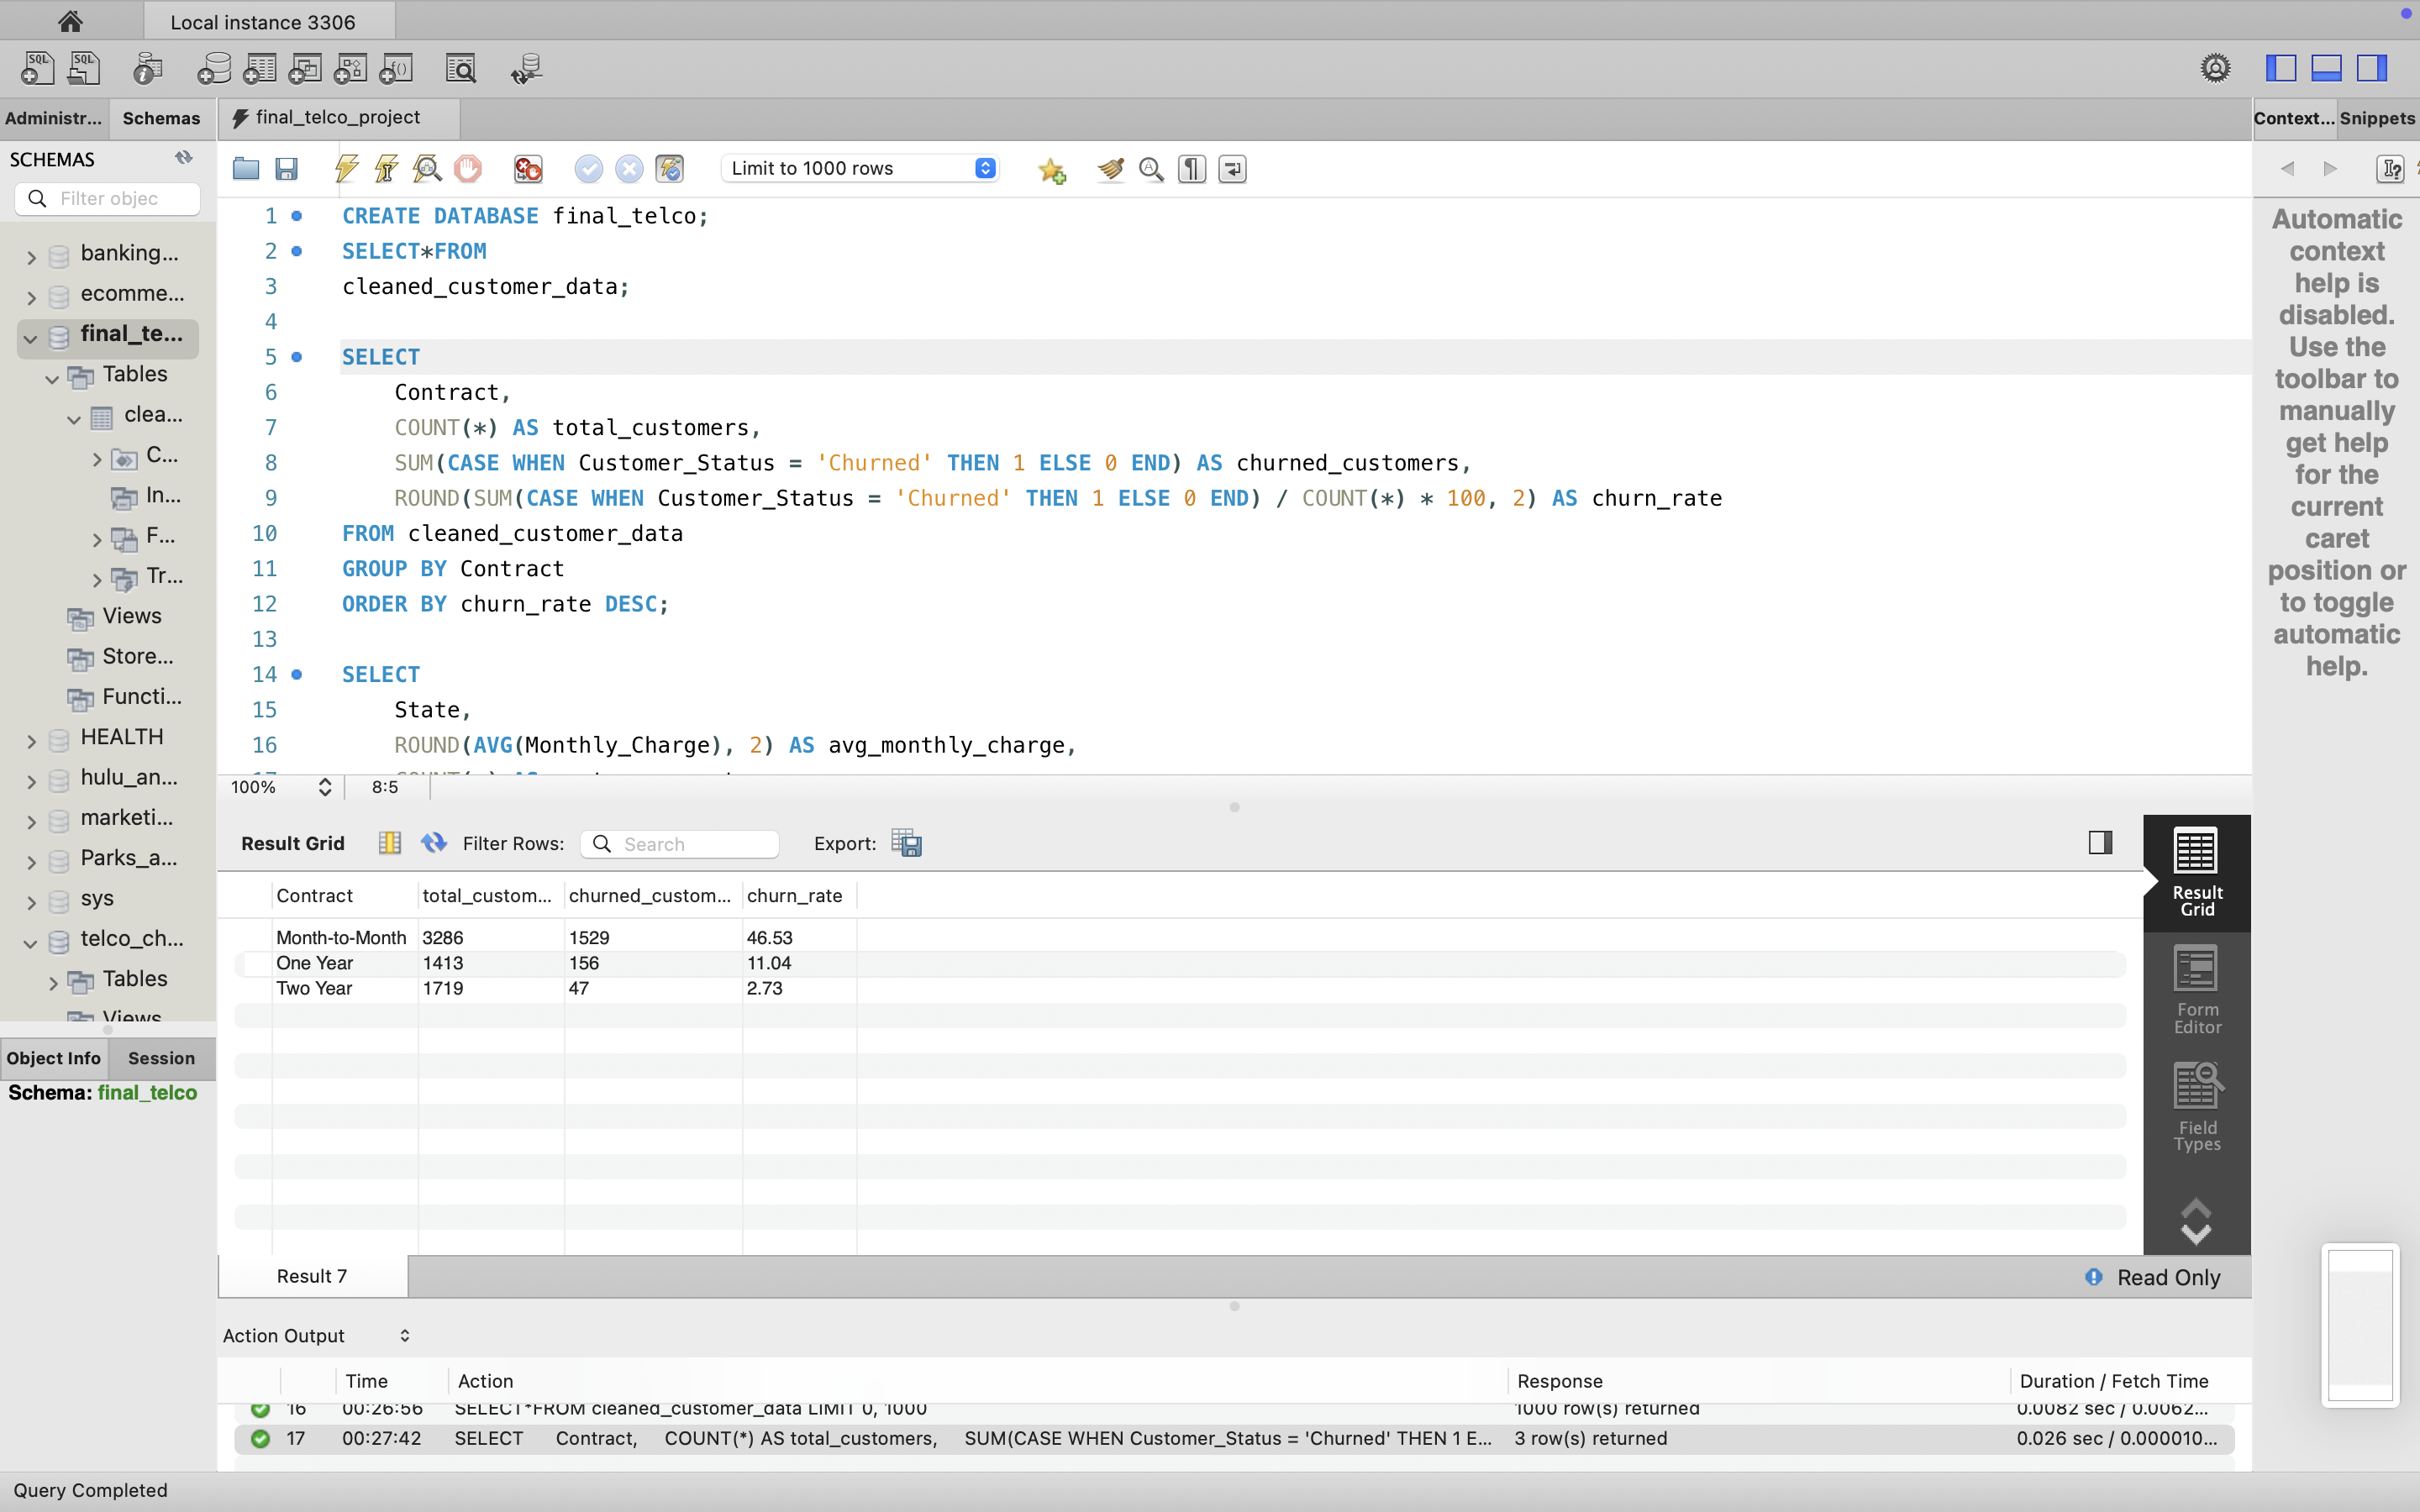 Local instance 3306
SQL SQL
Administr... Schemas
final_telco_project
Context... Snippets
SCHEMAS
Filter objec
Limit to 1000 rows
banking...
ecomme...
final_te...
Tables
clea...
C...
In...
F...
Tr...
Views
Store...
Functi...
HEALTH
hulu_an...
marketi...
Parks_a...
sys
telco_ch...
Tables
Views
Object Info Session
Schema: final_telco
1 CREATE DATABASE final_telco;
2 SELECT*FROM
3 cleaned_customer_data;
4
5 SELECT
6 Contract,
7 COUNT(*) AS total_customers,
8 SUM(CASE WHEN Customer_Status = 'Churned' THEN 1 ELSE 0 END) AS churned_customers,
9 ROUND(SUM(CASE WHEN Customer_Status = 'Churned' THEN 1 ELSE 0 END) / COUNT(*) * 100, 2) AS churn_rate
10 FROM cleaned_customer_data
11 GROUP BY Contract
12 ORDER BY churn_rate DESC;
13
14 SELECT
15 State,
16 ROUND(AVG(Monthly_Charge), 2) AS avg_monthly_charge,
100% 8:5
Automatic
context
help is
disabled.
Use the
toolbar to
manually
get help
for the
current
caret
position or
to toggle
automatic
help.
Result Grid Filter Rows: Search Export:
Contract total_custom... churned_custom... churn_rate
Month-to-Month 3286 1529 46.53
One Year 1413 156 11.04
Two Year 1719 47 2.73
Result
Grid
Form
Editor
Field
Types
Result 7
Read Only
Action Output
Time Action Response Duration / Fetch Time
16 00:26:56 SELECT*FROM cleaned_customer_data LIMIT 0, 1000 1000 row(s) returned 0.0082 sec / 0.0062...
17 00:27:42 SELECT Contract, COUNT(*) AS total_customers, SUM(CASE WHEN Customer_Status = 'Churned' THEN 1 E... 3 row(s) returned 0.026 sec / 0.000010...
Query Completed